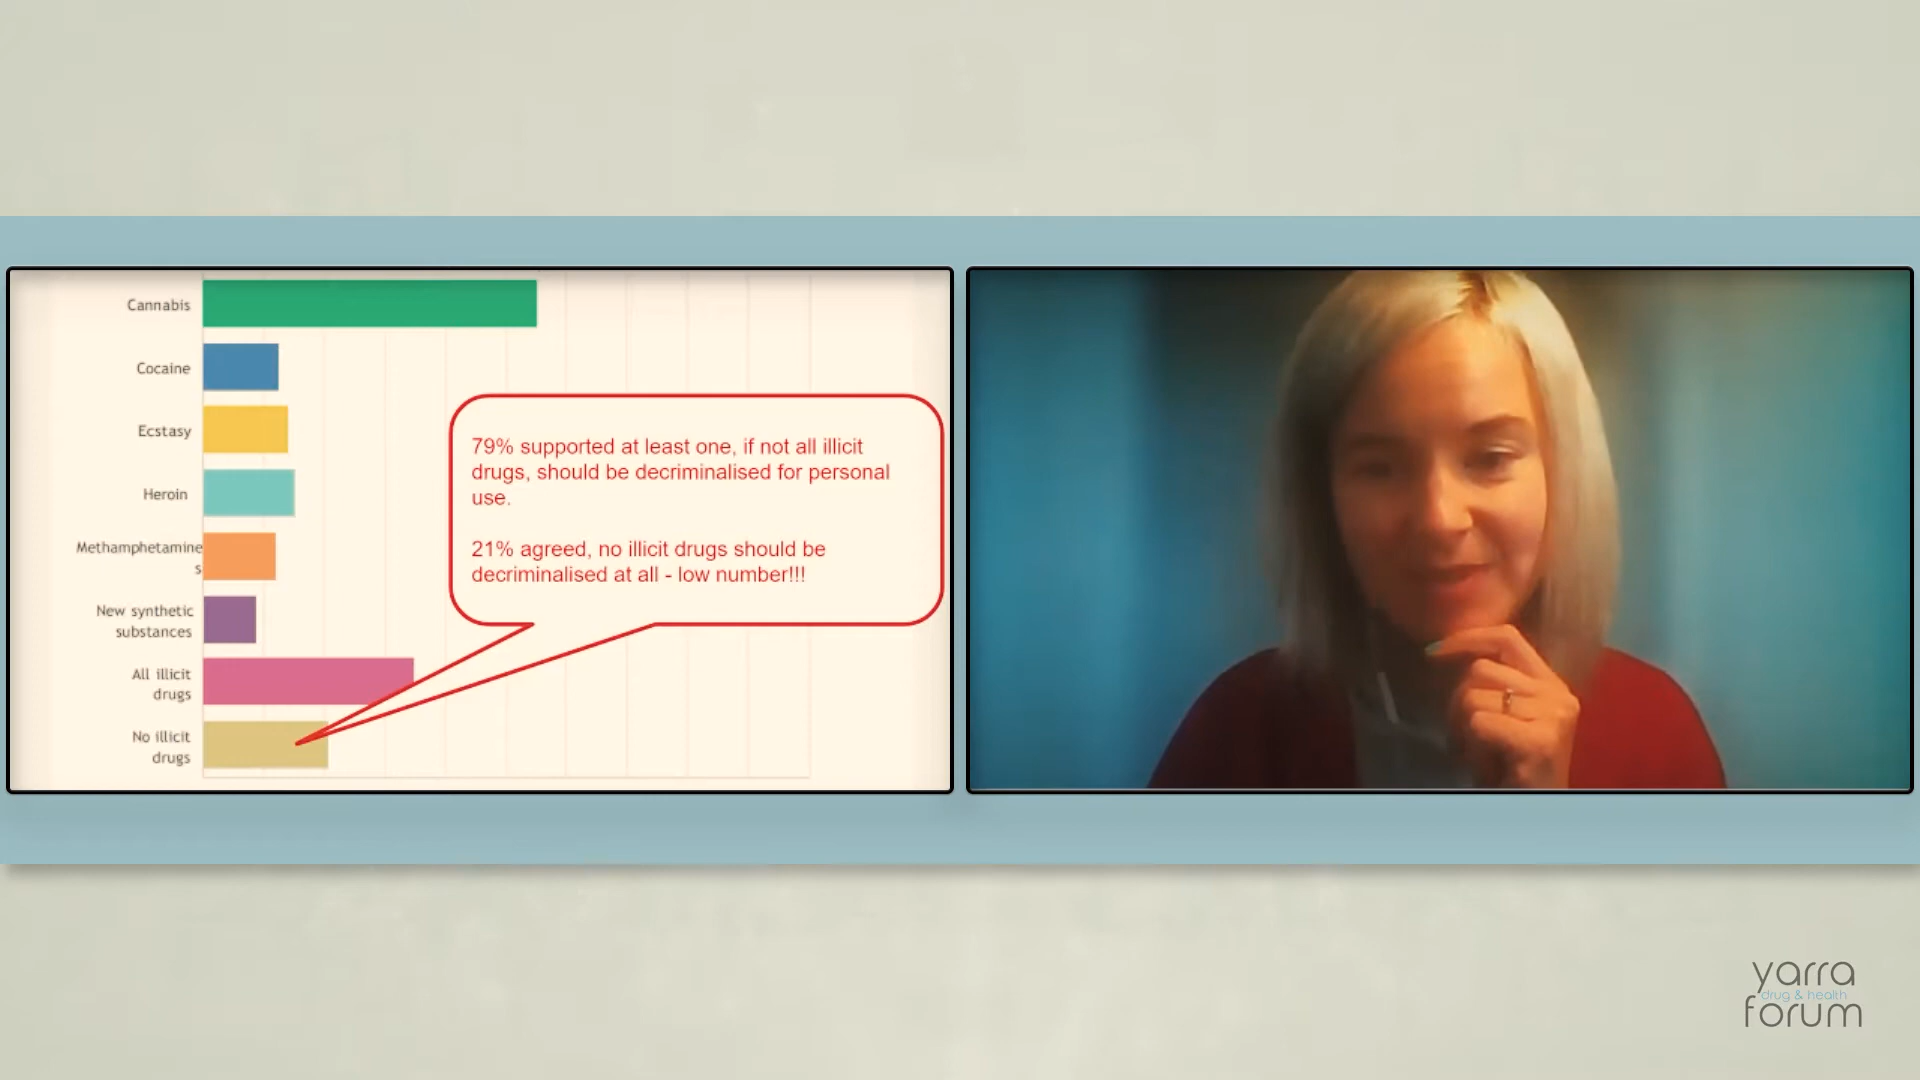 Cannabis
Cocaine
Ecstasy
Heroin
Methamphetamine
s
New synthetic
substances
All illicit
drugs
No illicit
drugs
79% supported at least one, if not all illicit
drugs, should be decriminalised for personal
use.
21% agreed, no illicit drugs should be
decriminalised at all - low number!!!
yarra
drug & health
forum